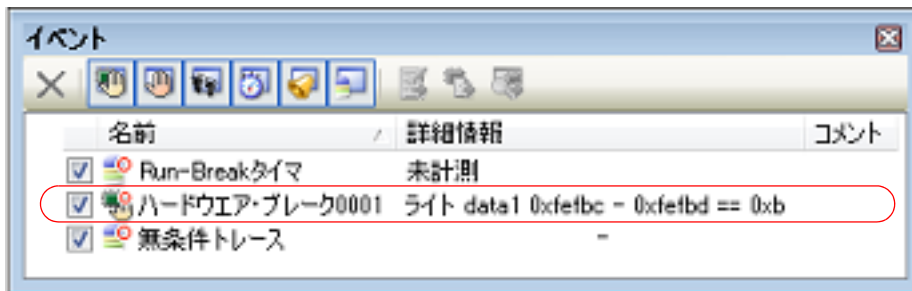 イベント
名前 詳細情報 コメント
Run-Breakタイマ 未計測
ハードウエア・ブレーク0001 ライト data1 0xfefbc - 0xfefbd == 0xb
無条件トレース -